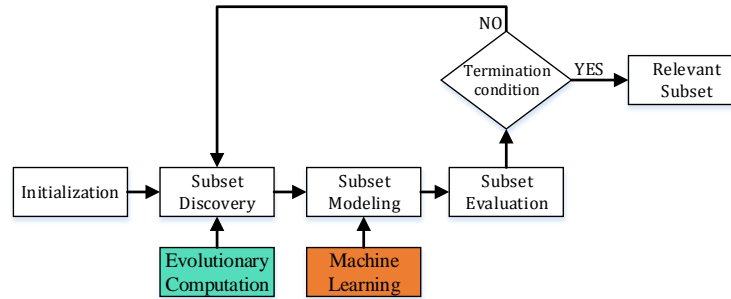 NO
Termination
condition
YES
Relevant
Subset
Initialization
Subset
Discovery
Subset
Modeling
Subset
Evaluation
Evolutionary
Computation
Machine
Learning